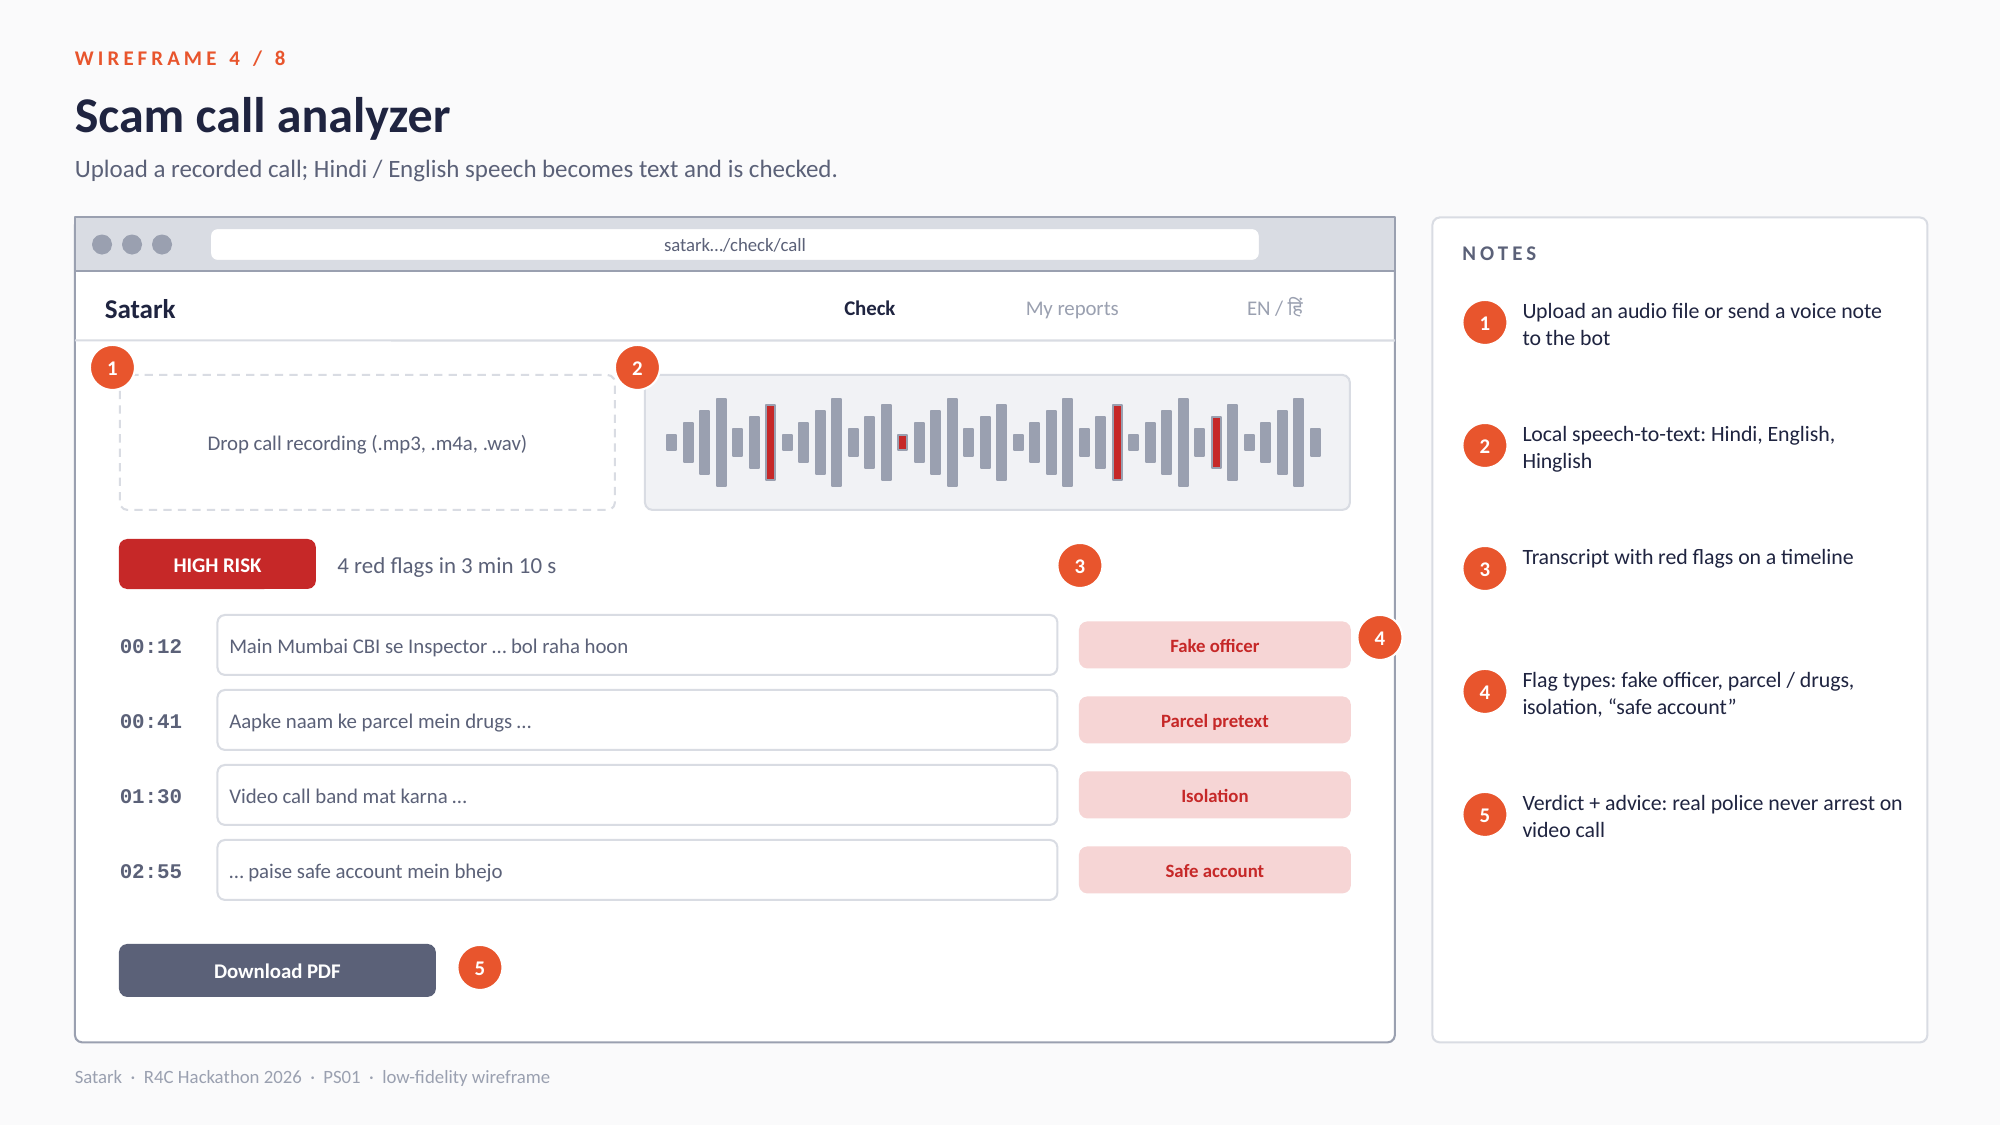 WIREFRAME 4 / 8
Scam call analyzer
Upload a recorded call; Hindi / English speech becomes text and is checked.
satark…/check/call
Satark
Check
My reports
EN / हिं
1
2
Drop call recording (.mp3, .m4a, .wav)
HIGH RISK
4 red flags in 3 min 10 s
3
00:12
Main Mumbai CBI se Inspector … bol raha hoon
Fake officer
4
00:41
Aapke naam ke parcel mein drugs …
Parcel pretext
01:30
Video call band mat karna …
Isolation
02:55
… paise safe account mein bhejo
Safe account
Download PDF
5
NOTES
1
Upload an audio file or send a voice note
to the bot
2
Local speech-to-text: Hindi, English,
Hinglish
3
Transcript with red flags on a timeline
4
Flag types: fake officer, parcel / drugs,
isolation, “safe account”
5
Verdict + advice: real police never arrest on
video call
Satark · R4C Hackathon 2026 · PS01 · low-fidelity wireframe